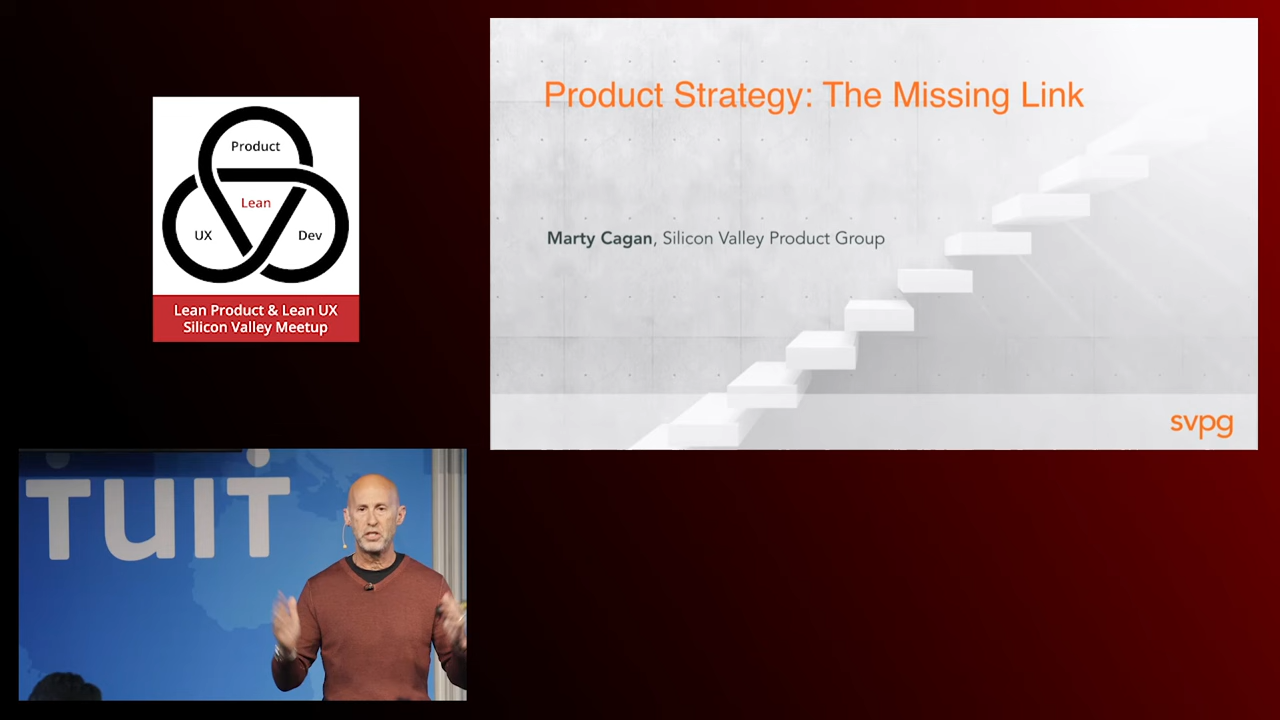 Product
Lean
UX
Dev
Lean Product & Lean UX
Silicon Valley Meetup
Product Strategy: The Missing Link
Marty Cagan, Silicon Valley Product Group
svpg
TUIT